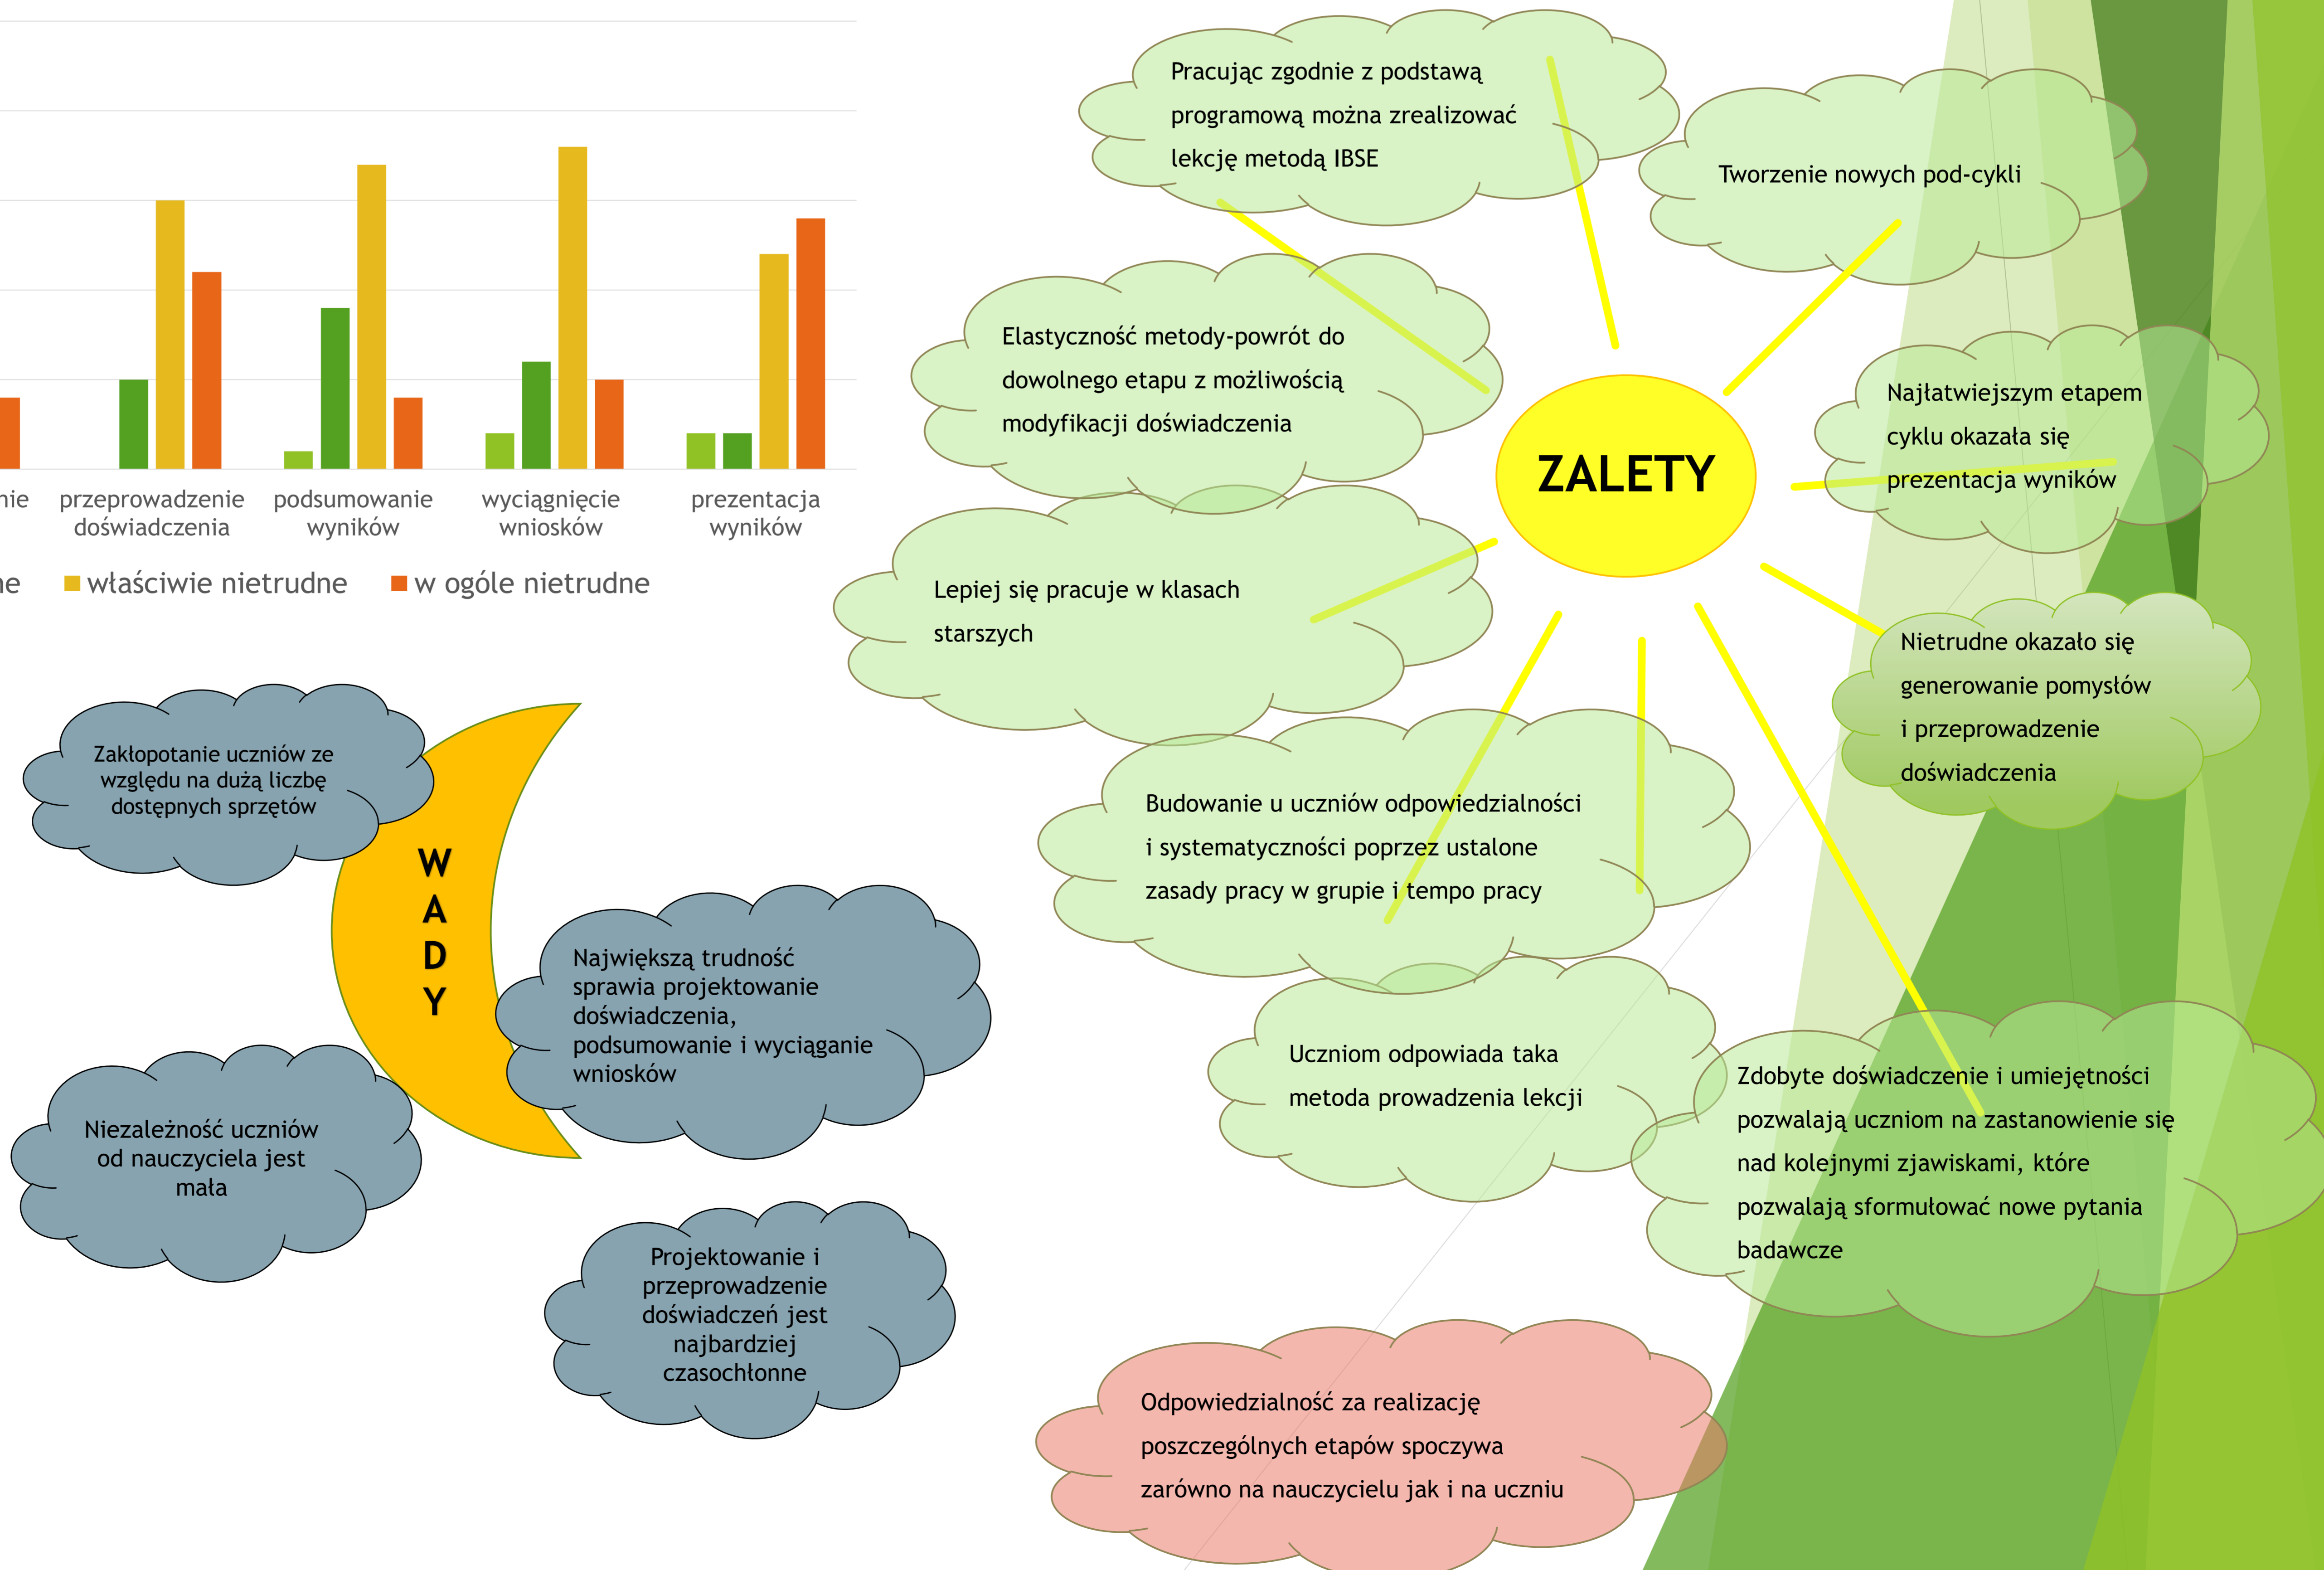 nie
przeprowadzenie
doświadczenia
podsumowanie
wyników
wyciągnięcie
wniosków
prezentacja
wyników
ne
właściwie nietrudne
w ogóle nietrudne
WADY
Zakłopotanie uczniów ze
względu na dużą liczbę
dostępnych sprzętów
Największą trudność
sprawia projektowanie
doświadczenia,
podsumowanie i wyciąganie
wniosków
Niezależność uczniów
od nauczyciela jest
mała
Projektowanie i
przeprowadzenie
doświadczeń jest
najbardziej
czasochłonne
ZALETY
Pracując zgodnie z podstawą
programową można zrealizować
lekcję metodą IBSE
Tworzenie nowych pod-cykli
Elastyczność metody-powrót do
dowolnego etapu z możliwością
modyfikacji doświadczenia
Najłatwiejszym etapem
cyklu okazała się
prezentacja wyników
Lepiej się pracuje w klasach
starszych
Nietrudne okazało się
generowanie pomysłów
i przeprowadzenie
doświadczenia
Budowanie u uczniów odpowiedzialności
i systematyczności poprzez ustalone
zasady pracy w grupie i tempo pracy
Uczniom odpowiada taka
metoda prowadzenia lekcji
Zdobyte doświadczenie i umiejętności
pozwalają uczniom na zastanowienie się
nad kolejnymi zjawiskami, które
pozwalają sformułować nowe pytania
badawcze
Odpowiedzialność za realizację
poszczególnych etapów spoczywa
zarówno na nauczycielu jak i na uczniu